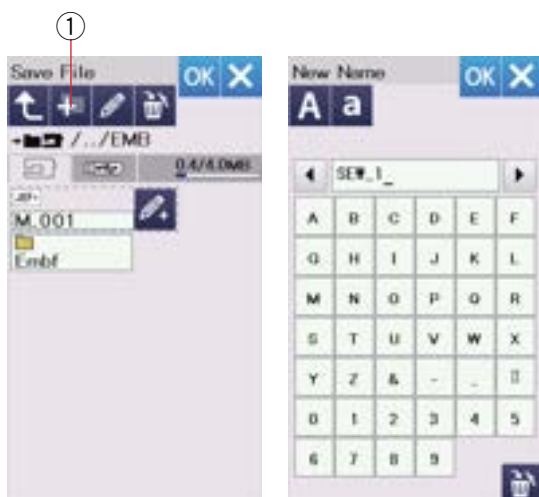 ①
Save File
OK
/../EMB
0.4/4.0MB
M.001
Embf
New Name
OK
A a
SEW_1_
A B C D E F
G H I J K L
M N O P Q R
S T U V W X
Y Z & - _
0 1 2 3 4 5
6 7 8 9